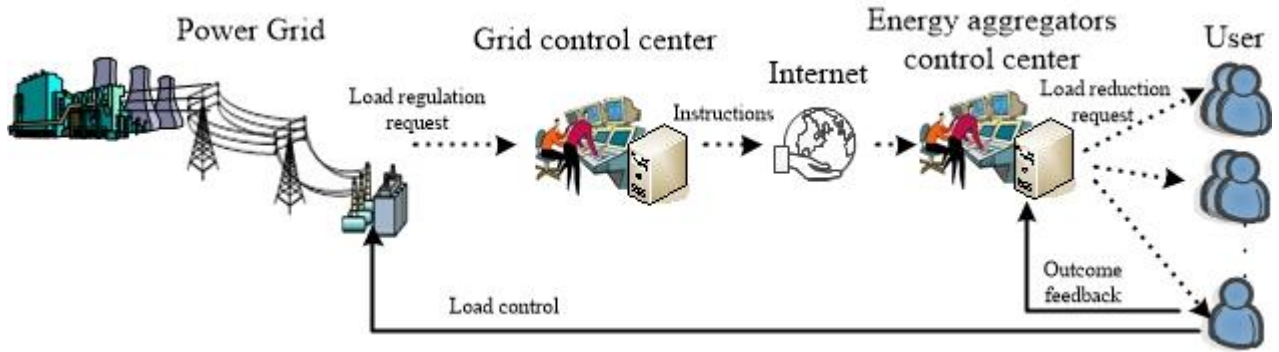 Power Grid
Load regulation
request
Grid control center
Instructions
Internet
Energy aggregators
control center
Load reduction
request
User
Outcome
feedback
Load control